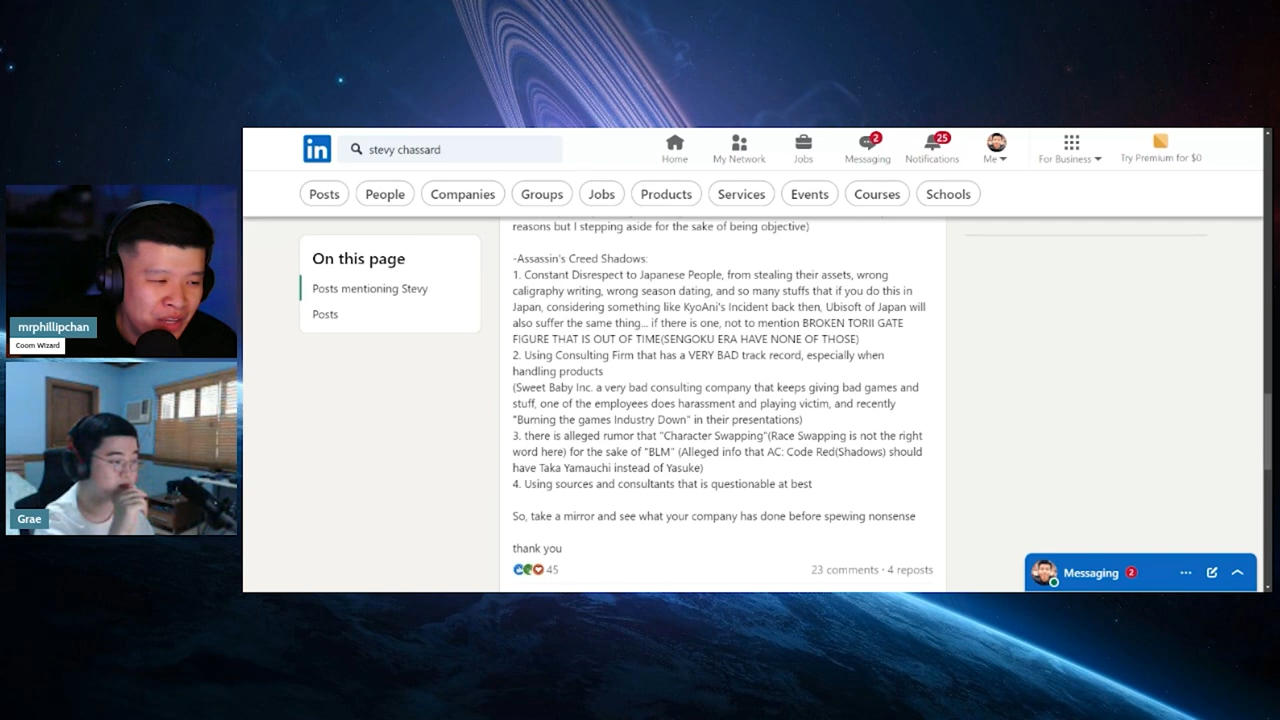 in
stevy chassard
Home
My Network
Jobs
2
Messaging
25
Notifications
Me
For Business
Try Premium for $0
Posts
People
Companies
Groups
Jobs
Products
Services
Events
Courses
Schools
On this page
Posts mentioning Stevy
Posts
reasons but I stepping aside for the sake of being objective)
-Assassin's Creed Shadows:
1. Constant Disrespect to Japanese People, from stealing their assets, wrong
caligraphy writing, wrong season dating, and so many stuffs that if you do this in
Japan, considering something like KyoAni's Incident back then, Ubisoft of Japan will
also suffer the same thing... if there is one, not to mention BROKEN TORII GATE
FIGURE THAT IS OUT OF TIME(SENGOKU ERA HAVE NONE OF THOSE)
2. Using Consulting Firm that has a VERY BAD track record, especially when
handling products
(Sweet Baby Inc. a very bad consulting company that keeps giving bad games and
stuff, one of the employees does harassment and playing victim, and recently
"Burning the games Industry Down" in their presentations)
3. there is alleged rumor that "Character Swapping"(Race Swapping is not the right
word here) for the sake of "BLM" (Alleged info that AC: Code Red(Shadows) should
have Taka Yamauchi instead of Yasuke)
4. Using sources and consultants that is questionable at best
So, take a mirror and see what your company has done before spewing nonsense
thank you
45
23 comments · 4 reposts
Messaging 2
mrphillipchan
Coom Wizard
Grae